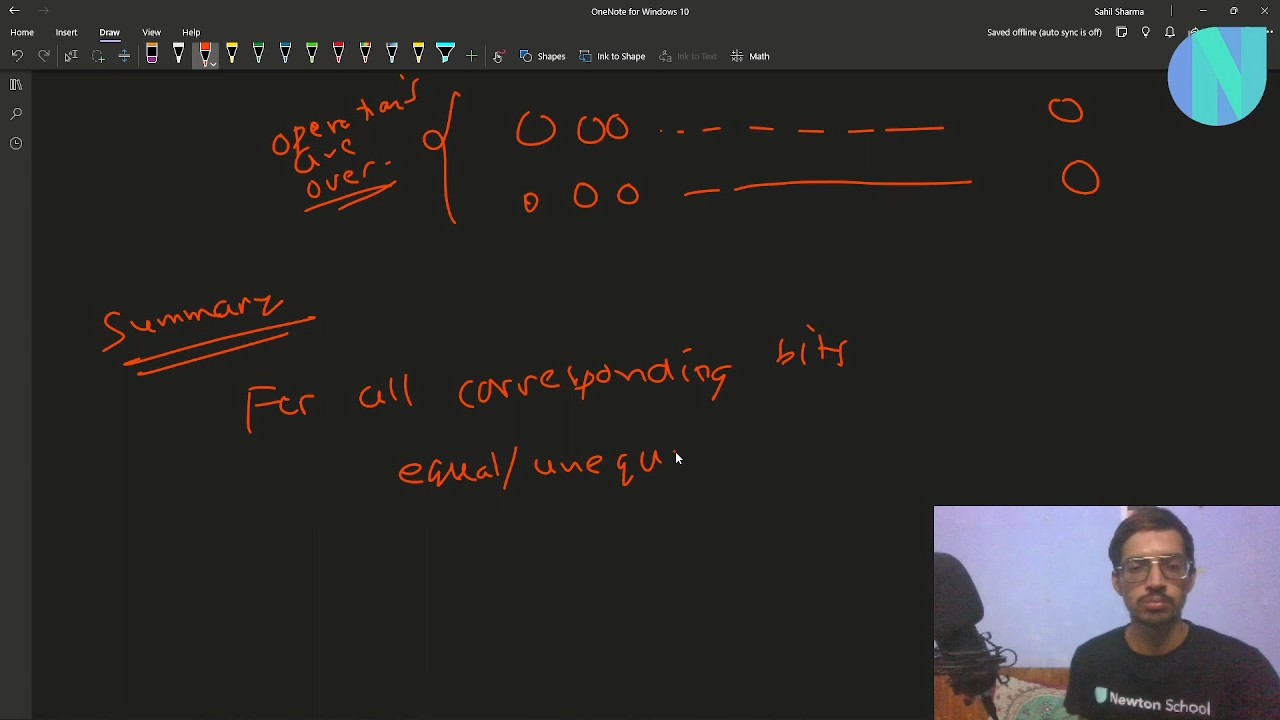 OneNote for Windows 10
Sahil Sharma
Home Insert Draw View Help
Saved offline (auto sync is off)
Shapes Ink to Shape Ink to Text Math
operations
are
over.
0 0 0 0
0 0 0 0
Summary
For all corresponding bits
equal/unequ
Newton School